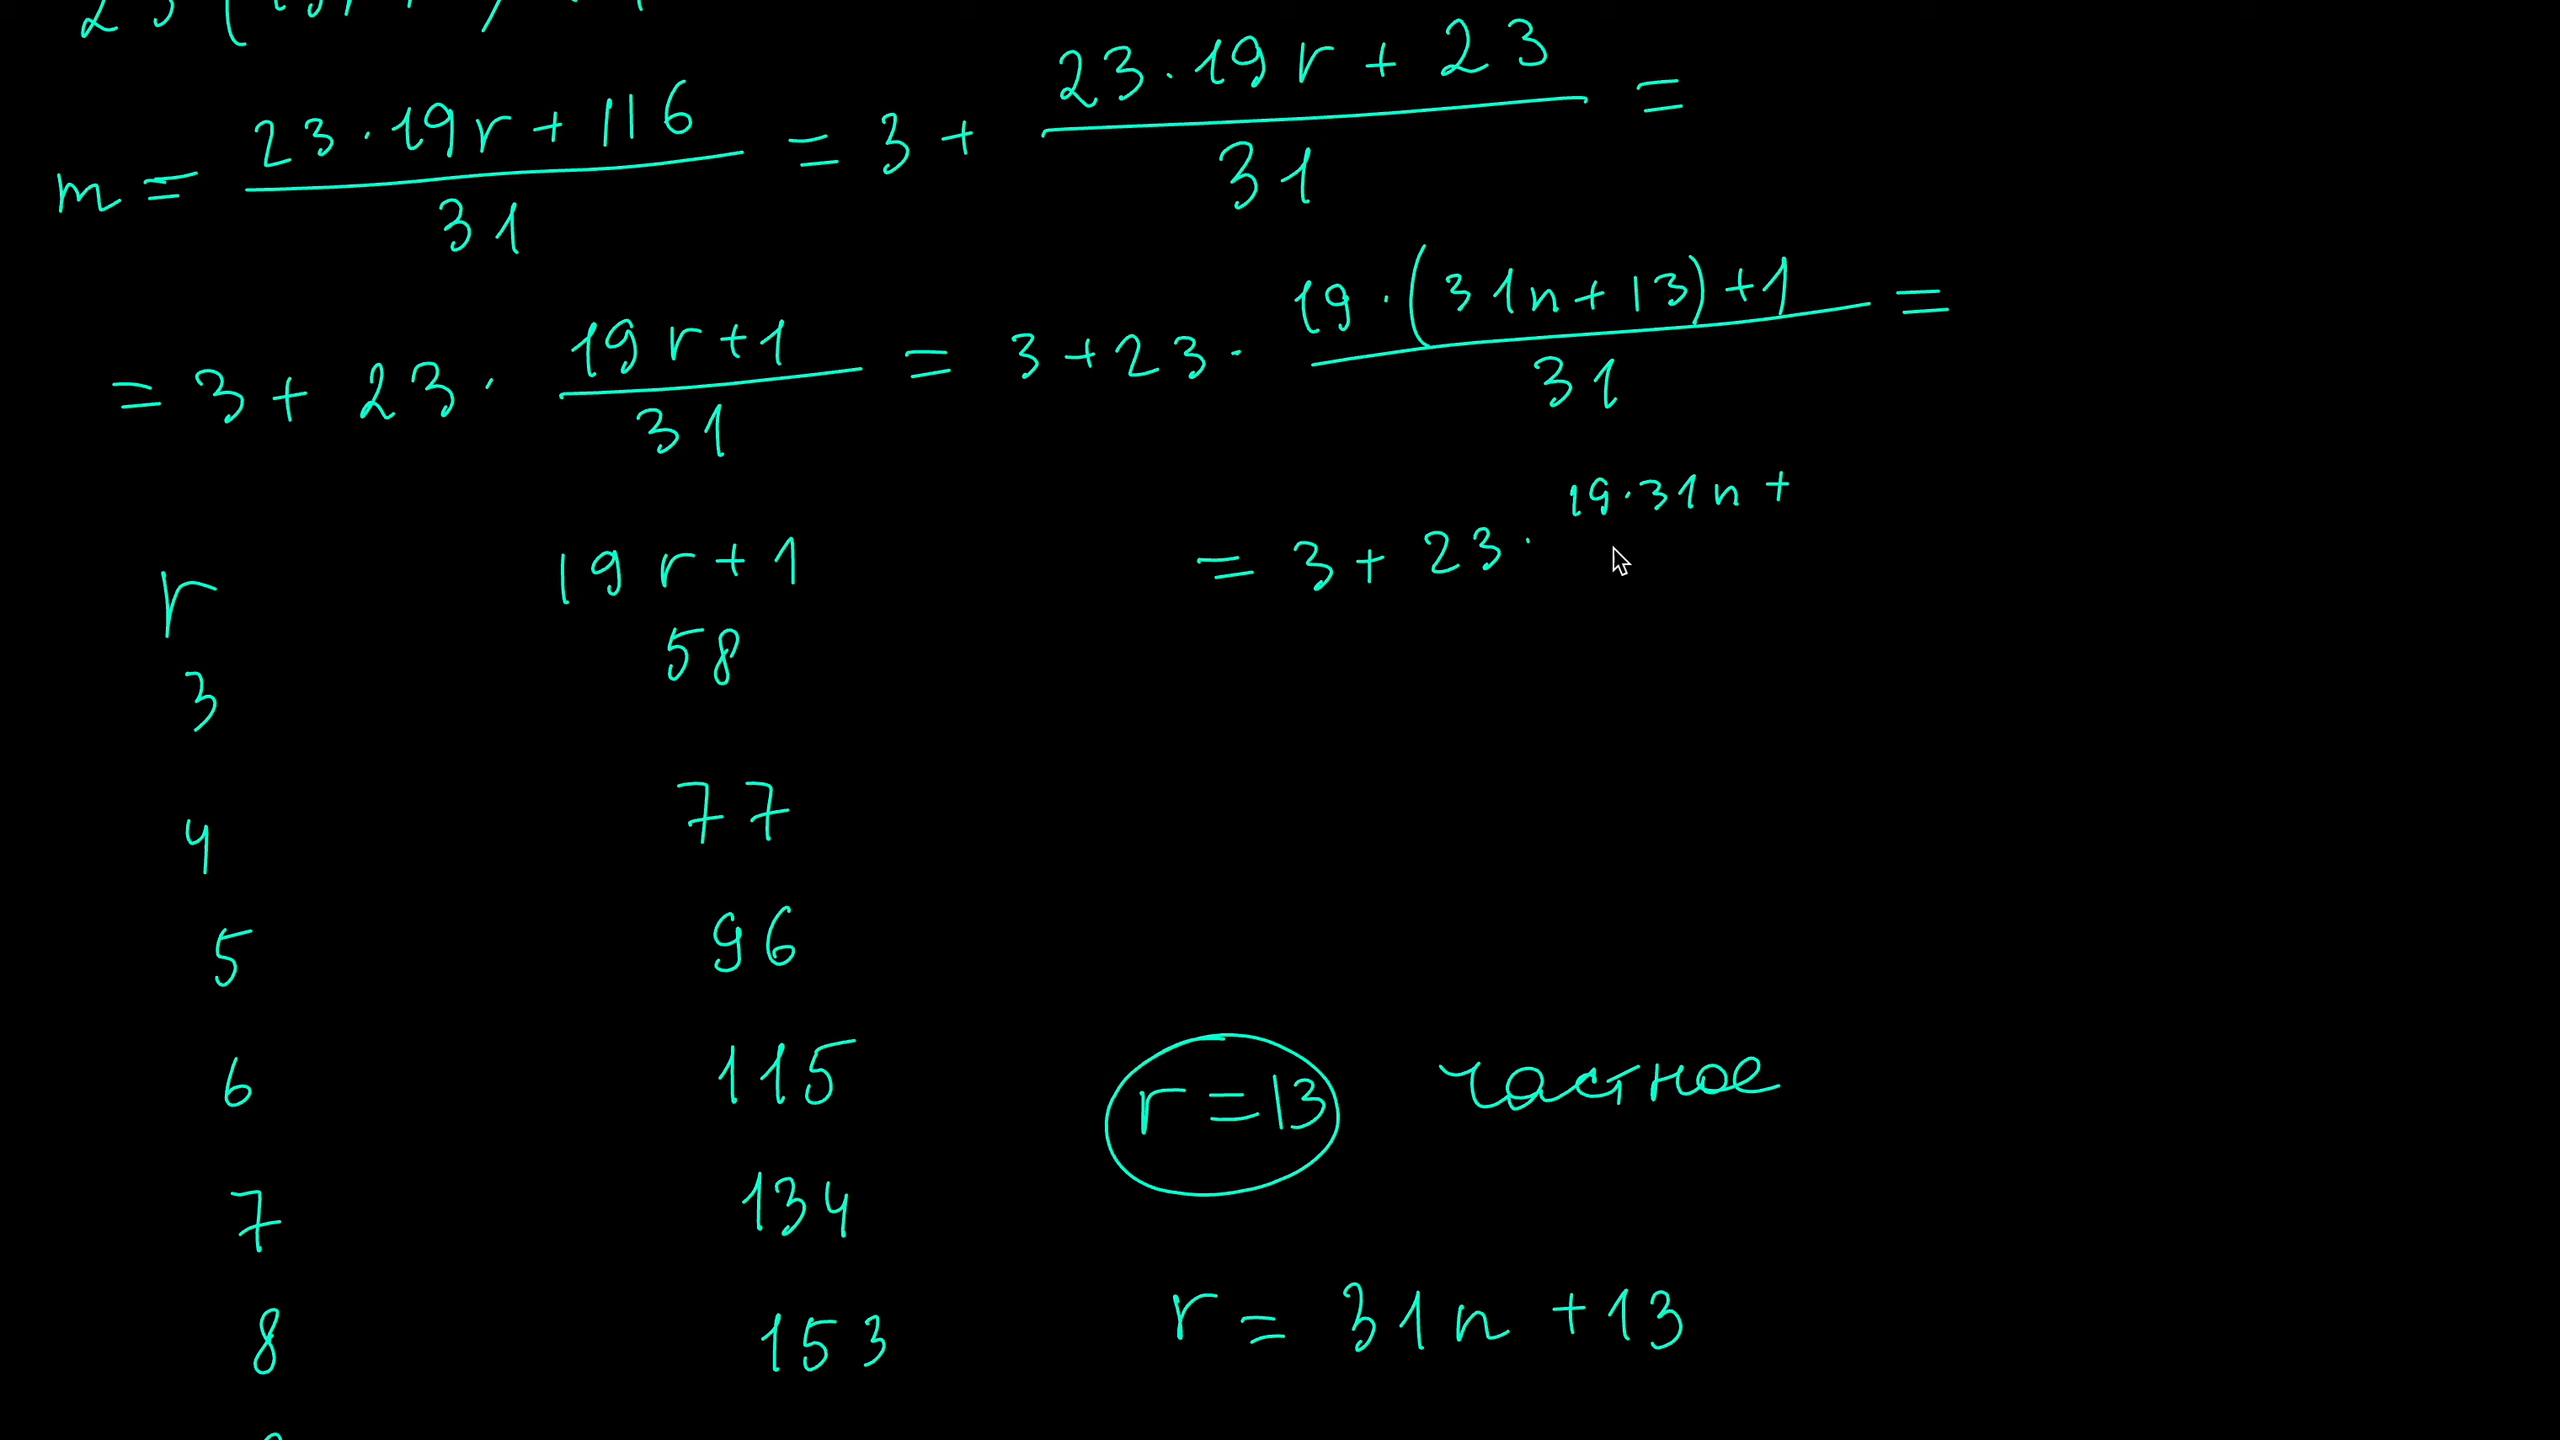 m = (23·19r + 116)/31 = 3 + (23·19r + 23)/31 =
= 3 + 23 · (19r+1)/31 = 3+23· (19·(31n+13)+1)/31 =
= 3 + 23· 19·31n +
r 19r+1
3 58
4 77
5 96
6 115
7 134
8 153
r=13 частное
r = 31n +13